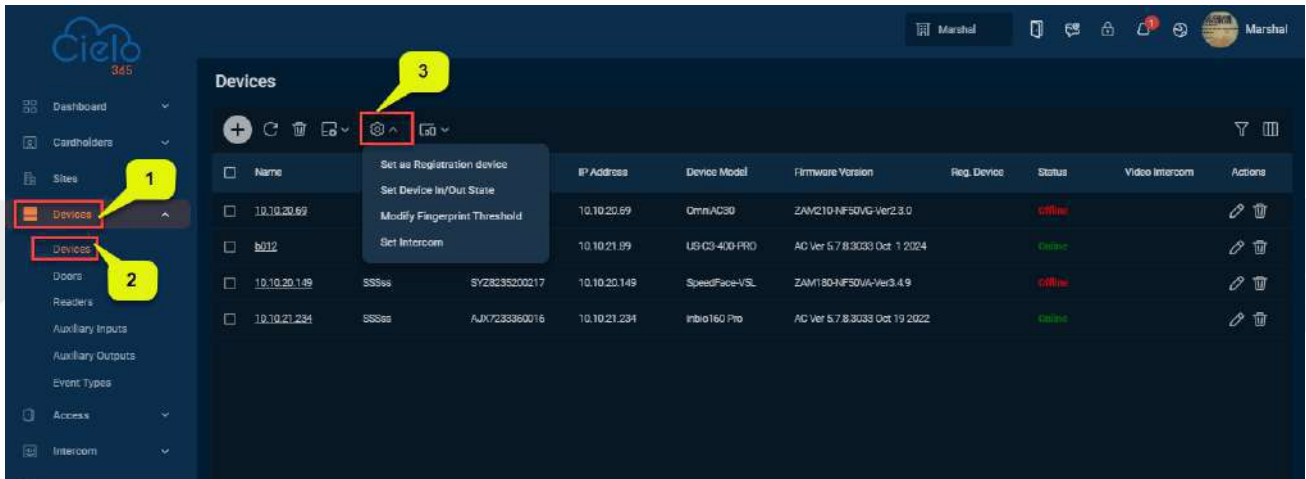 Cielo
365
Marshal
1
Marshal
Devices
3
Dashboard
Cardholders
Sites
1
Devices
Devices
2
Doors
Readers
Auxiliary Inputs
Auxiliary Outputs
Event Types
Access
Intercom
Set as Registration device
Set Device In/Out State
Modify Fingerprint Threshold
Set Intercom
Name IP Address Device Model Firmware Version Reg. Device Status Video Intercom Actions
10.10.20.69 10.10.20.69 OmniAC30 ZAM210-NF50VG-Ver2.3.0 Offline
b012 10.10.21.89 US-C3-400-PRO AC Ver 5.7.8.3033 Oct 1 2024 Online
10.10.20.149 SSSss SYZ8235200217 10.10.20.149 SpeedFace-V5L ZAM180-NF50VA-Ver3.4.9 Offline
10.10.21.234 SSSss AJX7233360016 10.10.21.234 inbio160 Pro AC Ver 5.7.8.3033 Oct 19 2022 Online